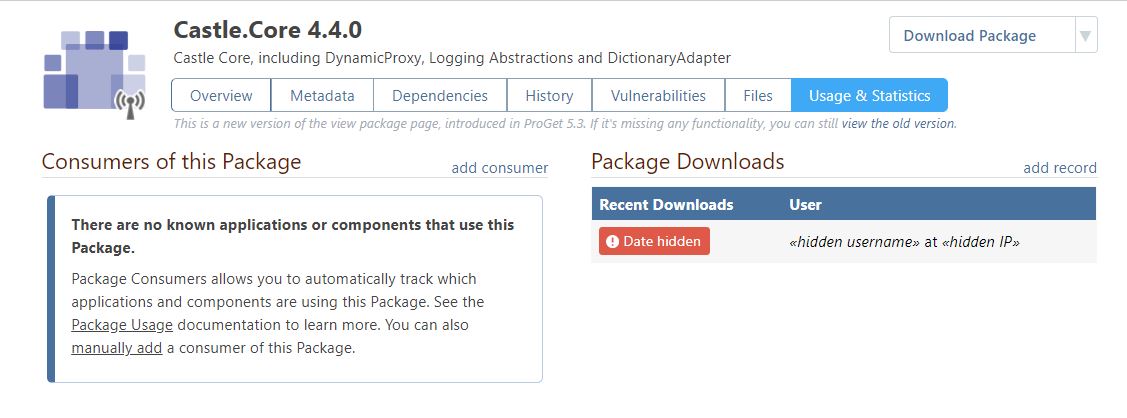 Castle.Core 4.4.0
Download Package
Castle Core, including DynamicProxy, Logging Abstractions and DictionaryAdapter
Overview
Metadata
Dependencies
History
Vulnerabilities
Files
Usage & Statistics
This is a new version of the view package page, introduced in ProGet 5.3. If it's missing any functionality, you can still view the old version.
Consumers of this Package
add consumer
There are no known applications or components that use this
Package.
Package Consumers allows you to automatically track which
applications and components are using this Package. See the
Package Usage documentation to learn more. You can also
manually add a consumer of this Package.
Package Downloads
add record
Recent Downloads
User
Date hidden
«hidden username» at «hidden IP»